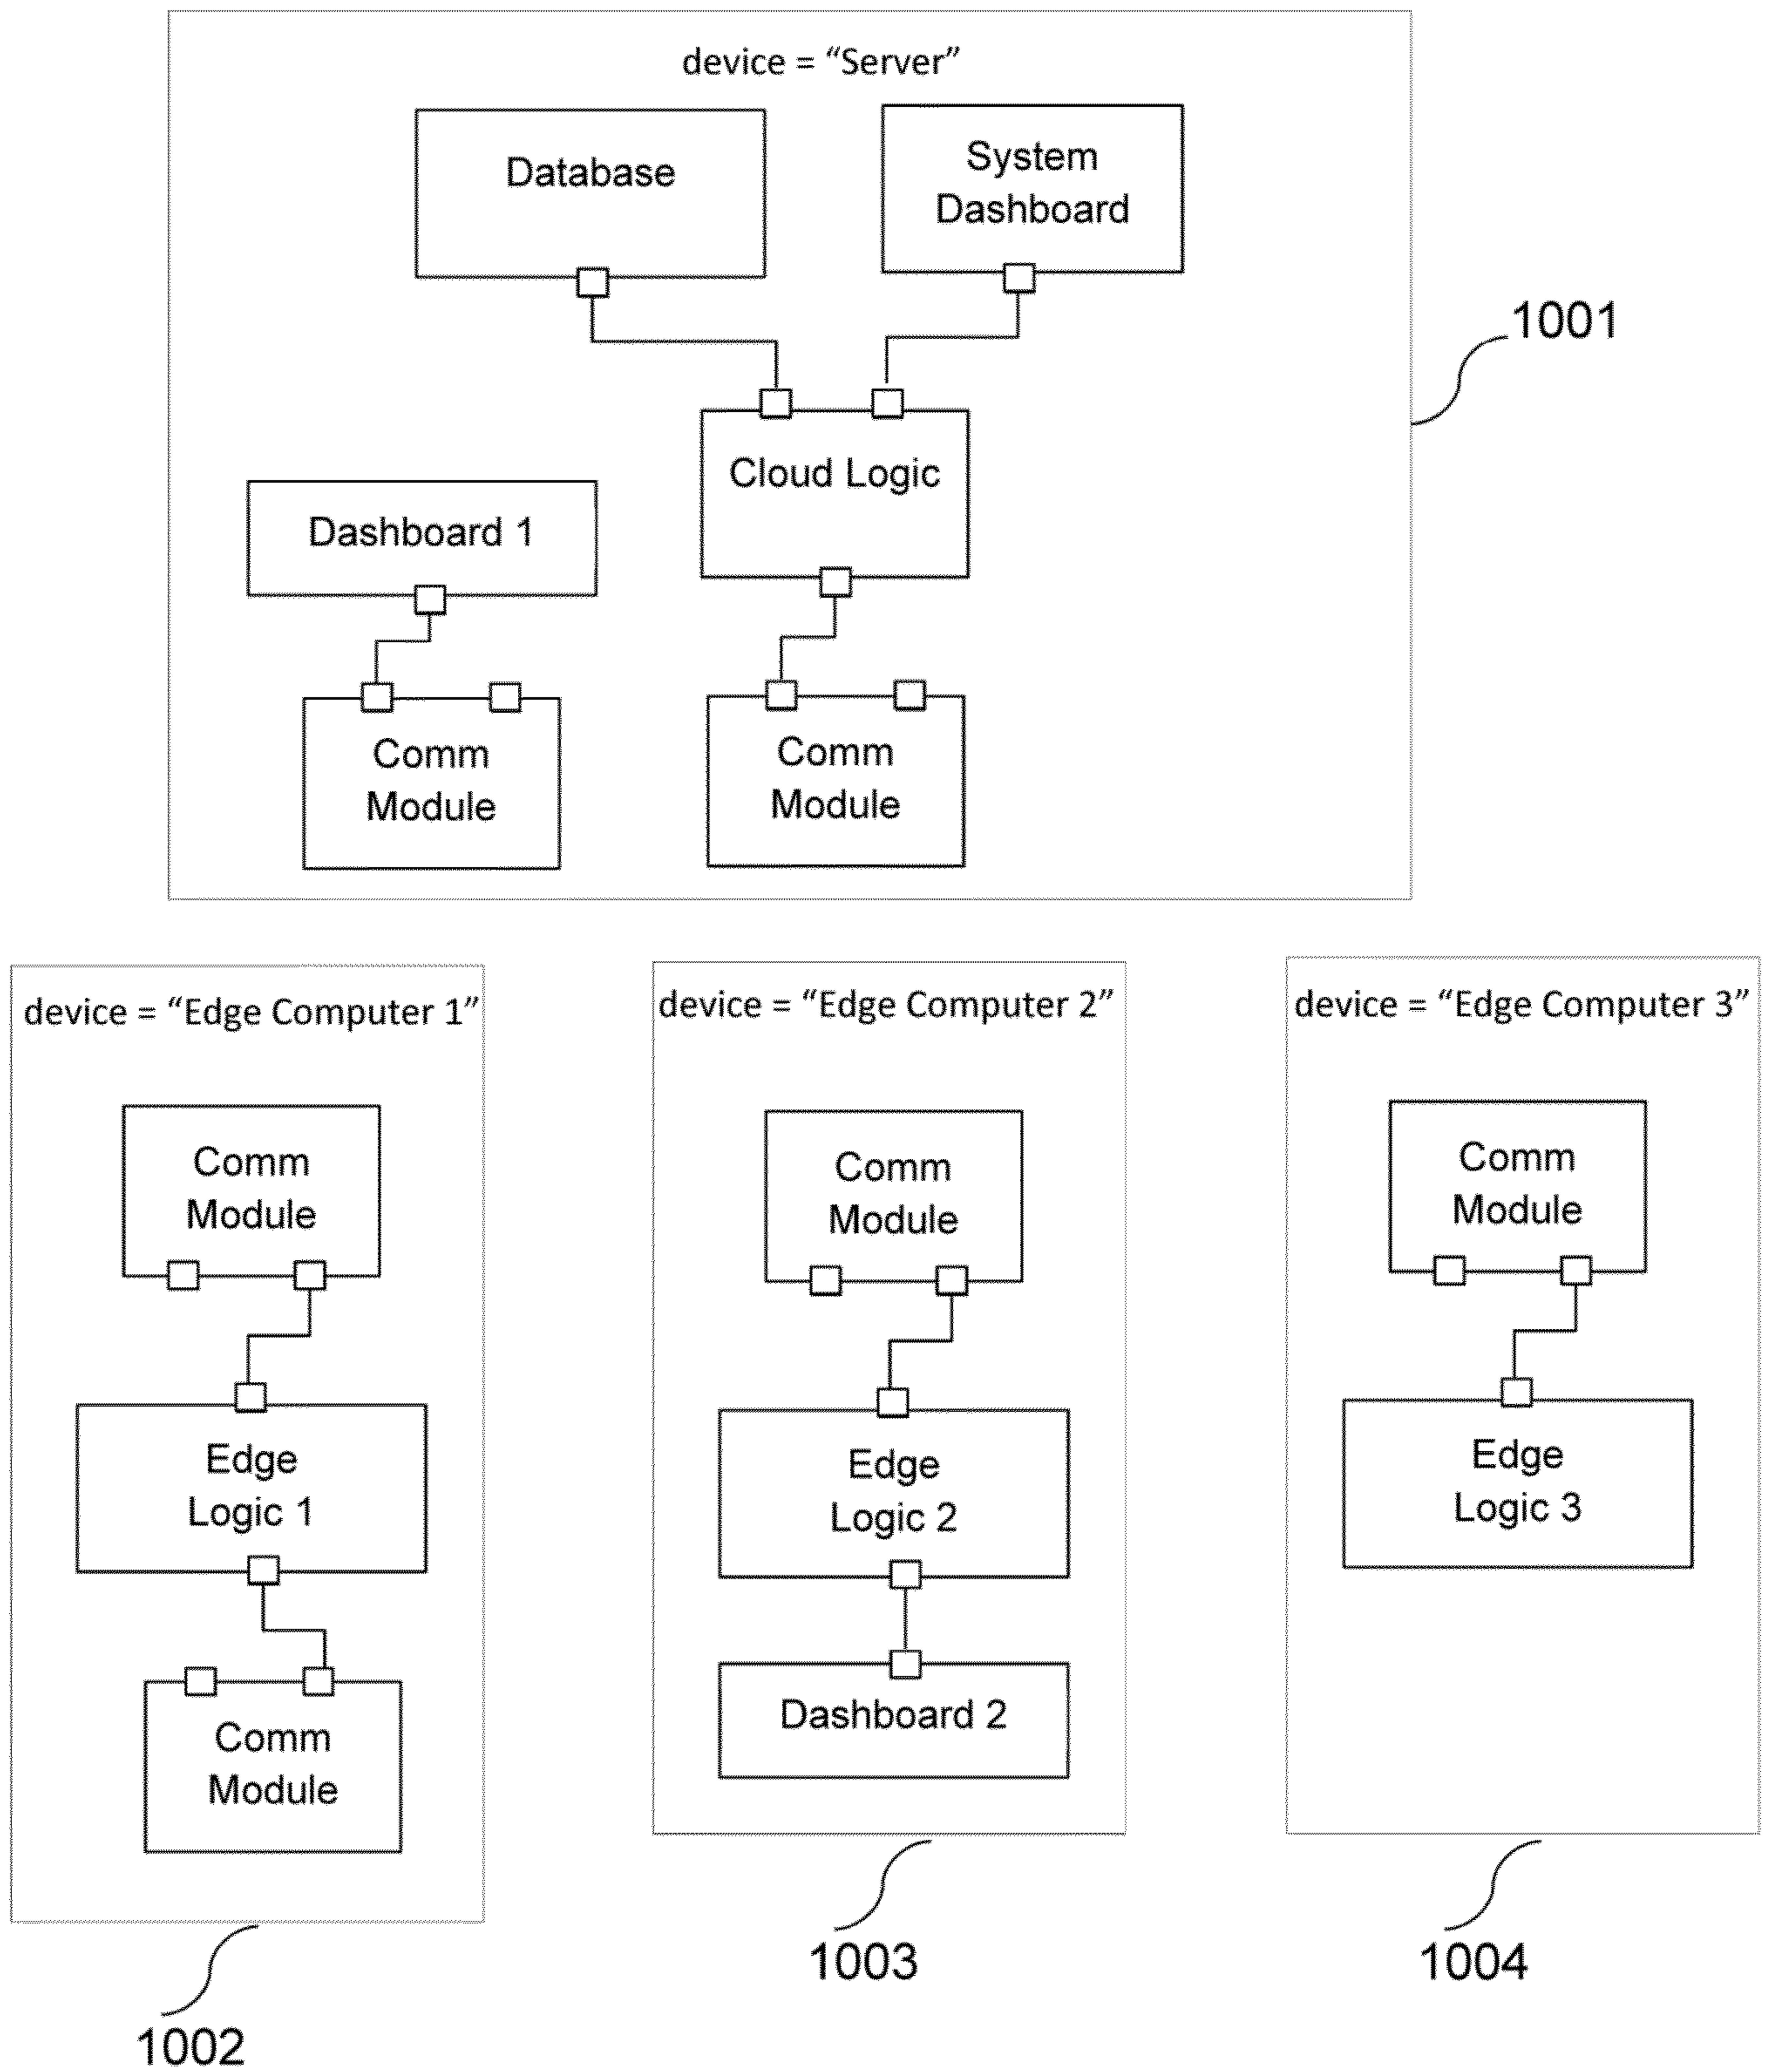 device = “Server”
Database
System
Dashboard
1001
Cloud Logic
Dashboard 1
Comm
Module
Comm
Module
device = “Edge Computer 1”
Comm
Module
Edge
Logic 1
Comm
Module
1002
device = “Edge Computer 2”
Comm
Module
Edge
Logic 2
Dashboard 2
1003
device = “Edge Computer 3”
Comm
Module
Edge
Logic 3
1004